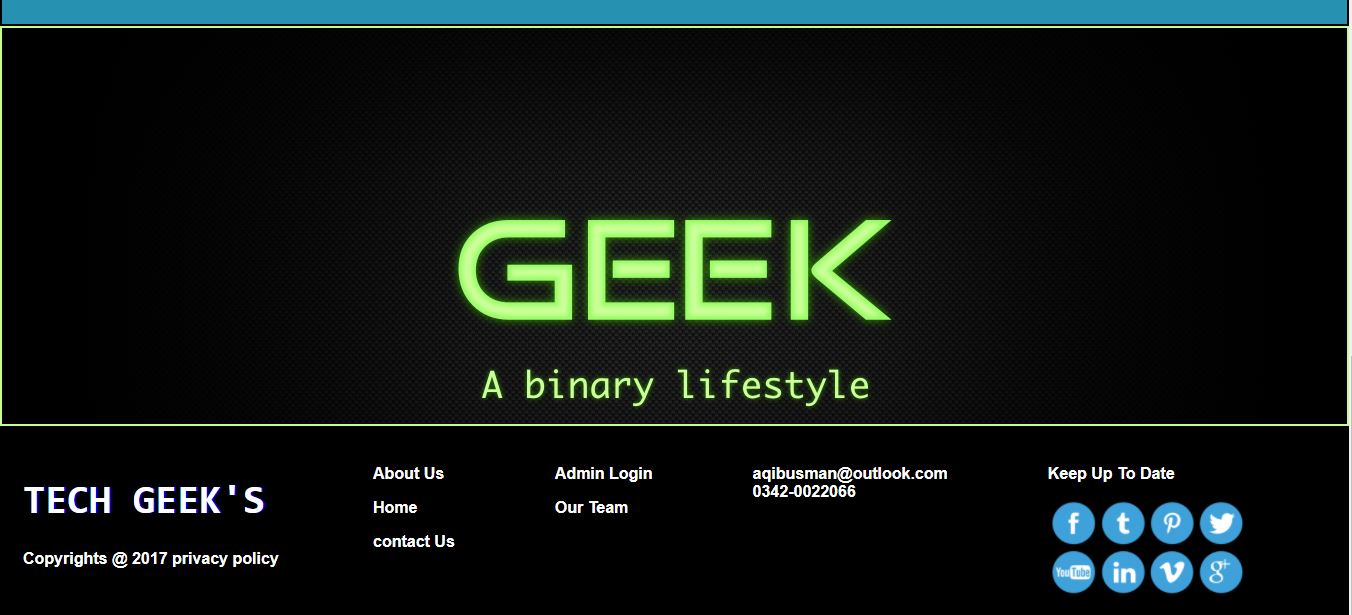 GEEK
A binary lifestyle
TECH GEEK'S
Copyrights @ 2017 privacy policy
About Us
Home
contact Us
Admin Login
Our Team
aqibusman@outlook.com
0342-0022066
Keep Up To Date
f
t
p
You Tube
in
v
g+